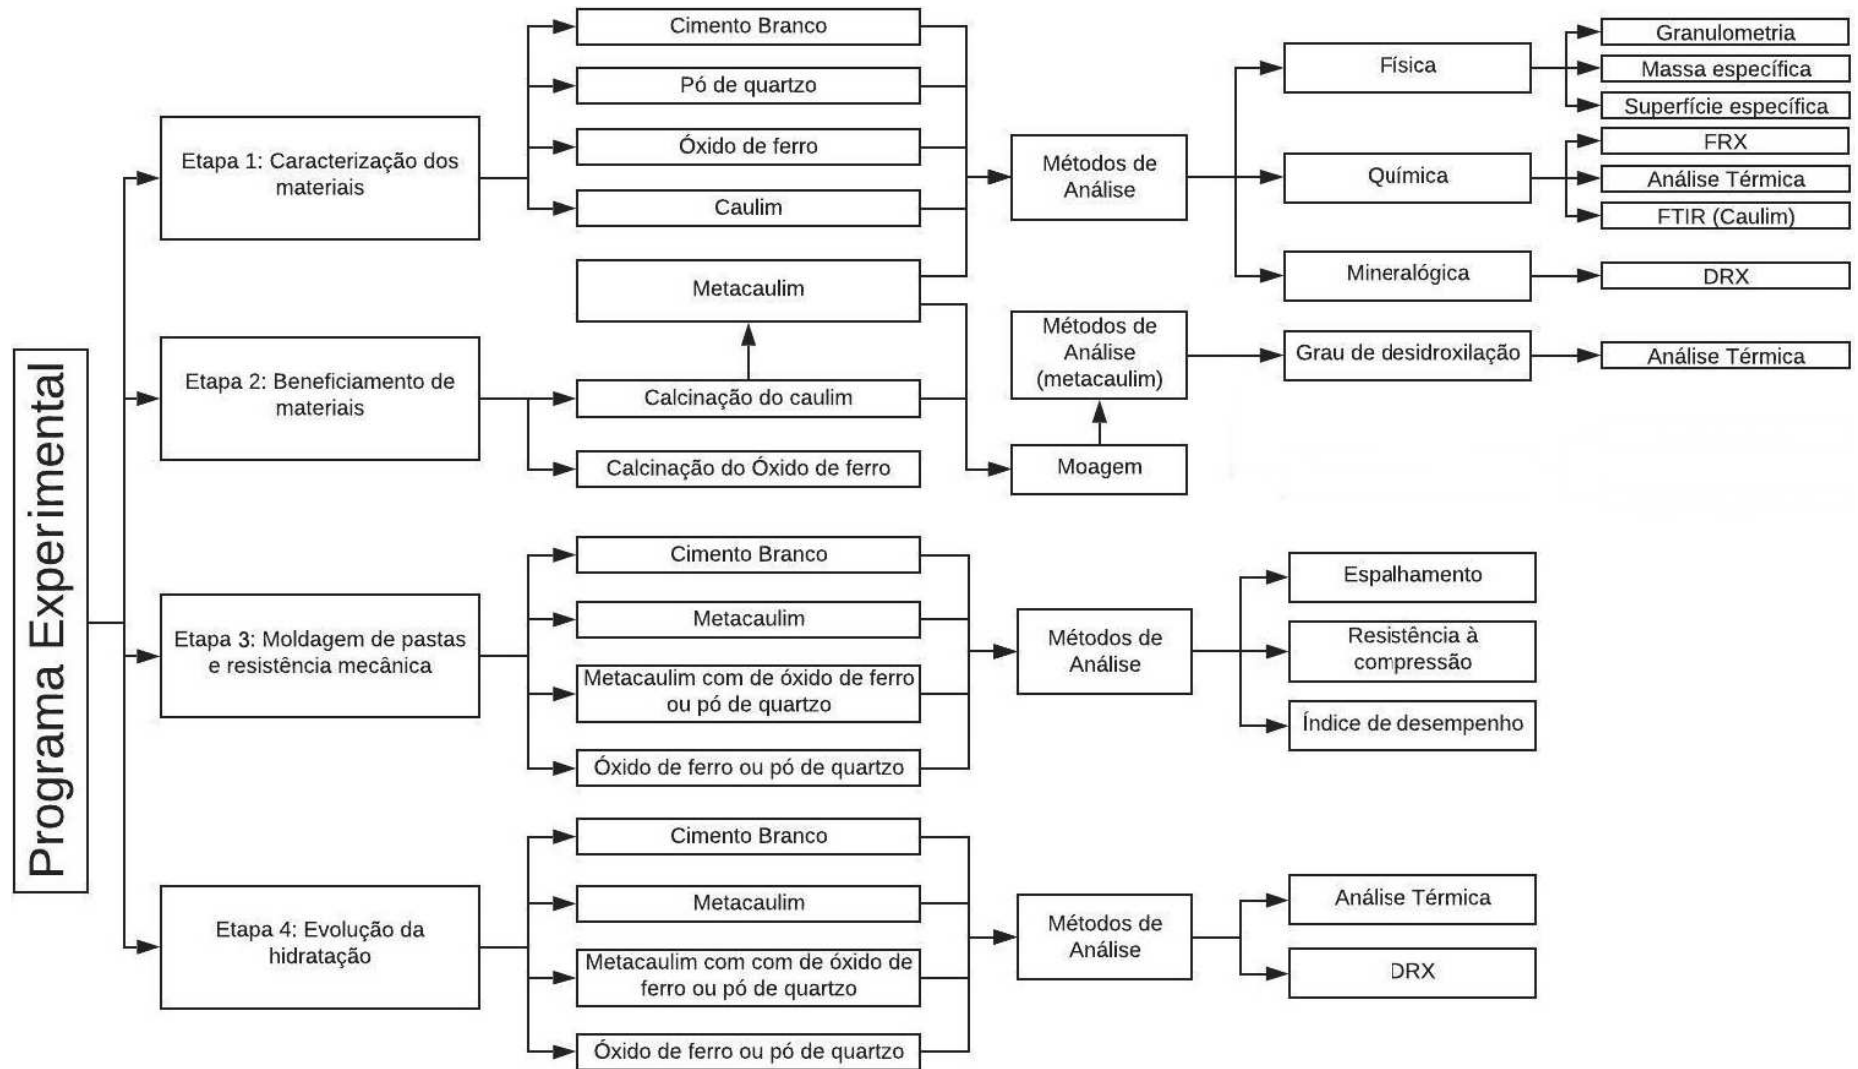 Programa Experimental
Etapa 1: Caracterização dos
materiais
Cimento Branco
Pó de quartzo
Óxido de ferro
Caulim
Métodos de
Análise
Física
Granulometria
Massa específica
Superfície específica
Química
FRX
Análise Térmica
FTIR (Caulim)
Mineralógica
DRX
Etapa 2: Beneficiamento de
materiais
Metacaulim
Calcinação do caulim
Calcinação do Óxido de ferro
Moagem
Métodos de
Análise
(metacaulim)
Grau de desidroxilação
Análise Térmica
Etapa 3: Moldagem de pastas
e resistência mecânica
Cimento Branco
Metacaulim
Metacaulim com de óxido de ferro
ou pó de quartzo
Óxido de ferro ou pó de quartzo
Métodos de
Análise
Espalhamento
Resistência à
compressão
Índice de desempenho
Etapa 4: Evolução da
hidratação
Cimento Branco
Metacaulim
Metacaulim com com de óxido de
ferro ou pó de quartzo
Óxido de ferro ou pó de quartzo
Métodos de
Análise
Análise Térmica
DRX